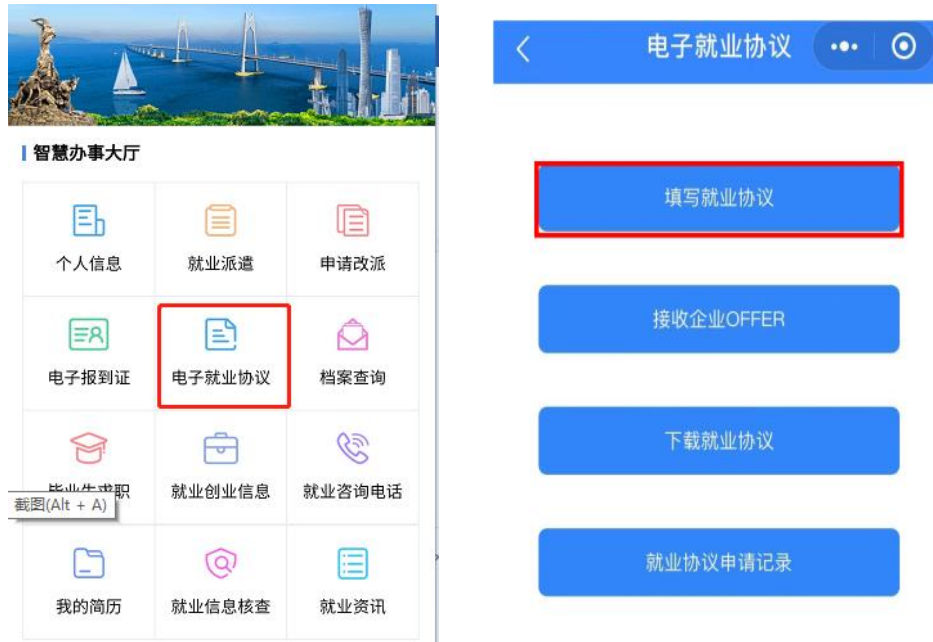 智慧办事大厅
个人信息
就业派遣
申请改派
电子报到证
电子就业协议
档案查询
毕业生求职
就业创业信息
就业咨询电话
截图(Alt + A)
我的简历
就业信息核查
就业资讯
电子就业协议
填写就业协议
接收企业OFFER
下载就业协议
就业协议申请记录